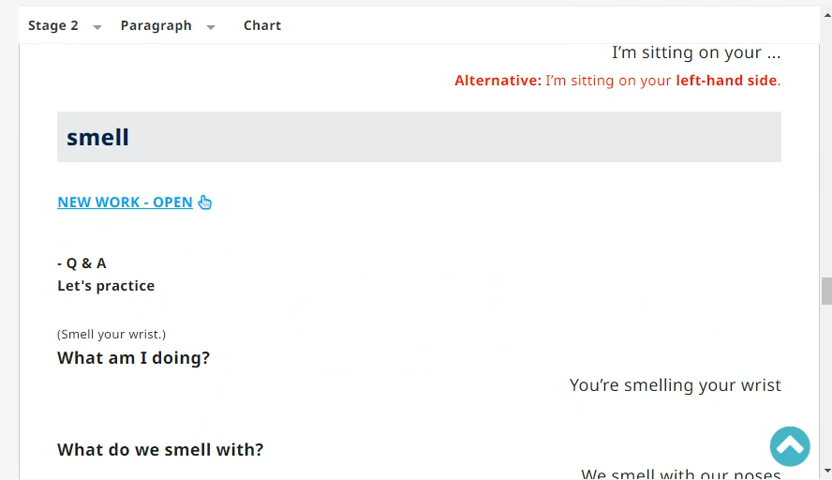 Stage 2 Paragraph Chart
I’m sitting on your ...
Alternative: I’m sitting on your left-hand side.
smell
NEW WORK - OPEN
- Q & A
Let's practice
(Smell your wrist.)
What am I doing?
You’re smelling your wrist
What do we smell with?
We smell with our noses